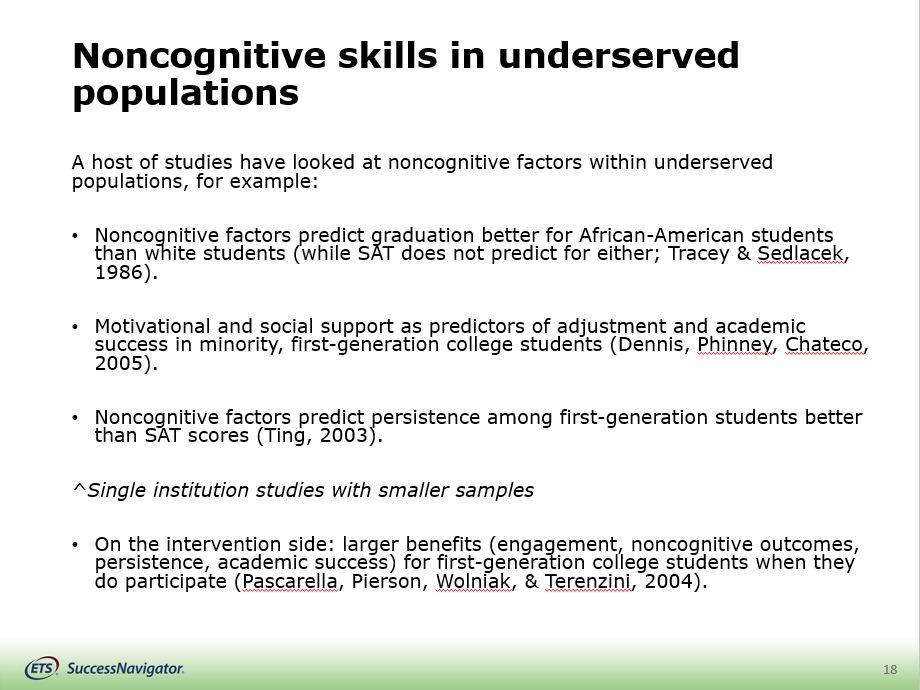 Noncognitive skills in underserved
populations
A host of studies have looked at noncognitive factors within underserved
populations, for example:
• Noncognitive factors predict graduation better for African-American students
than white students (while SAT does not predict for either; Tracey & Sedlacek,
1986).
• Motivational and social support as predictors of adjustment and academic
success in minority, first-generation college students (Dennis, Phinney, Chateco,
2005).
• Noncognitive factors predict persistence among first-generation students better
than SAT scores (Ting, 2003).
^Single institution studies with smaller samples
• On the intervention side: larger benefits (engagement, noncognitive outcomes,
persistence, academic success) for first-generation college students when they
do participate (Pascarella, Pierson, Wolniak, & Terenzini, 2004).
ETS SuccessNavigator.
18